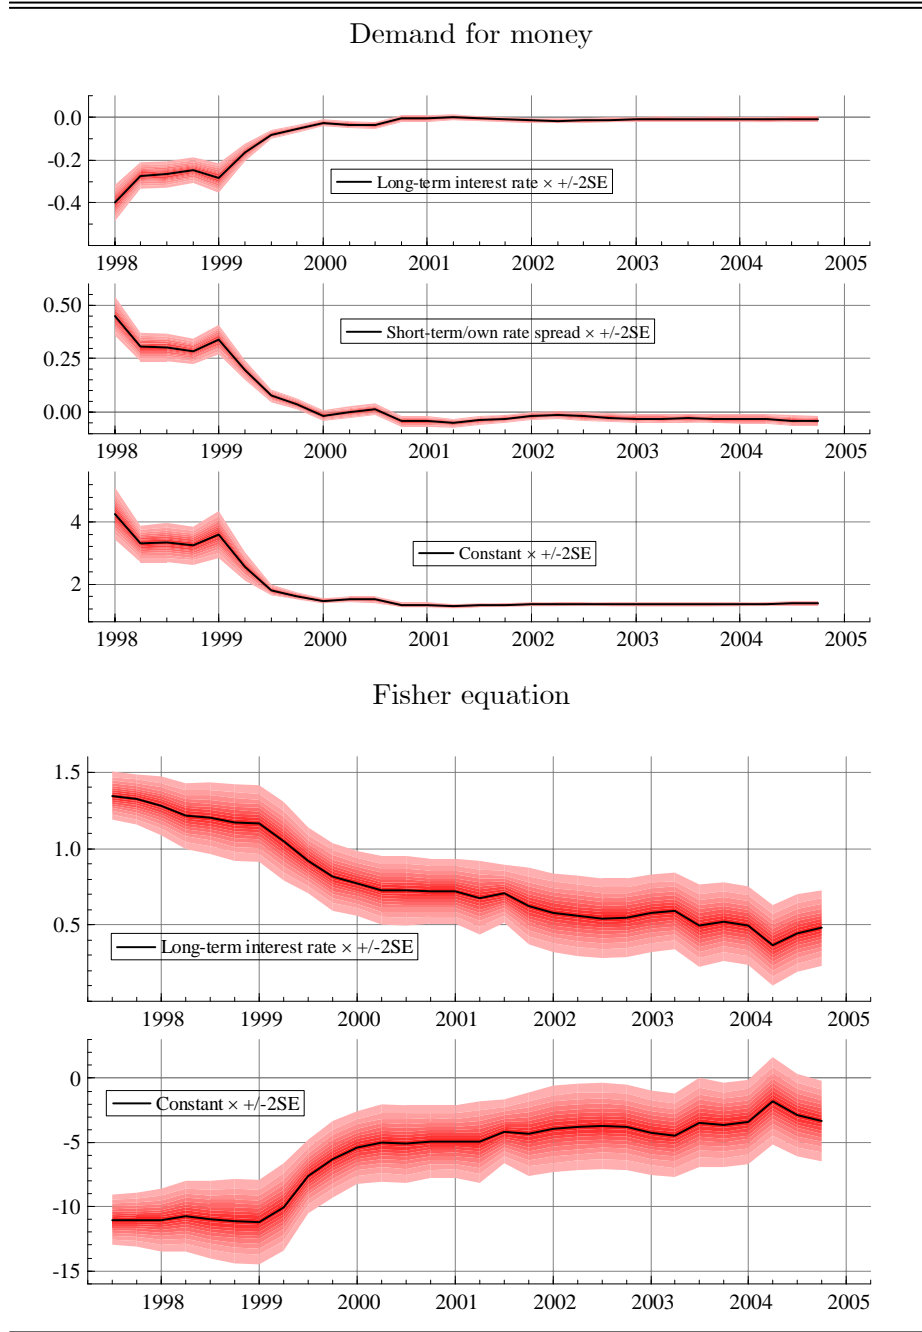 Demand for money
0.0
-0.2
-0.4
Long-term interest rate × +/-2SE
1998 1999 2000 2001 2002 2003 2004 2005
0.50
0.25
0.00
Short-term/own rate spread × +/-2SE
1998 1999 2000 2001 2002 2003 2004 2005
4
2
Constant × +/-2SE
1998 1999 2000 2001 2002 2003 2004 2005
Fisher equation
1.5
1.0
0.5
Long-term interest rate × +/-2SE
1998 1999 2000 2001 2002 2003 2004 2005
0
Constant × +/-2SE
-5
-10
-15
1998 1999 2000 2001 2002 2003 2004 2005